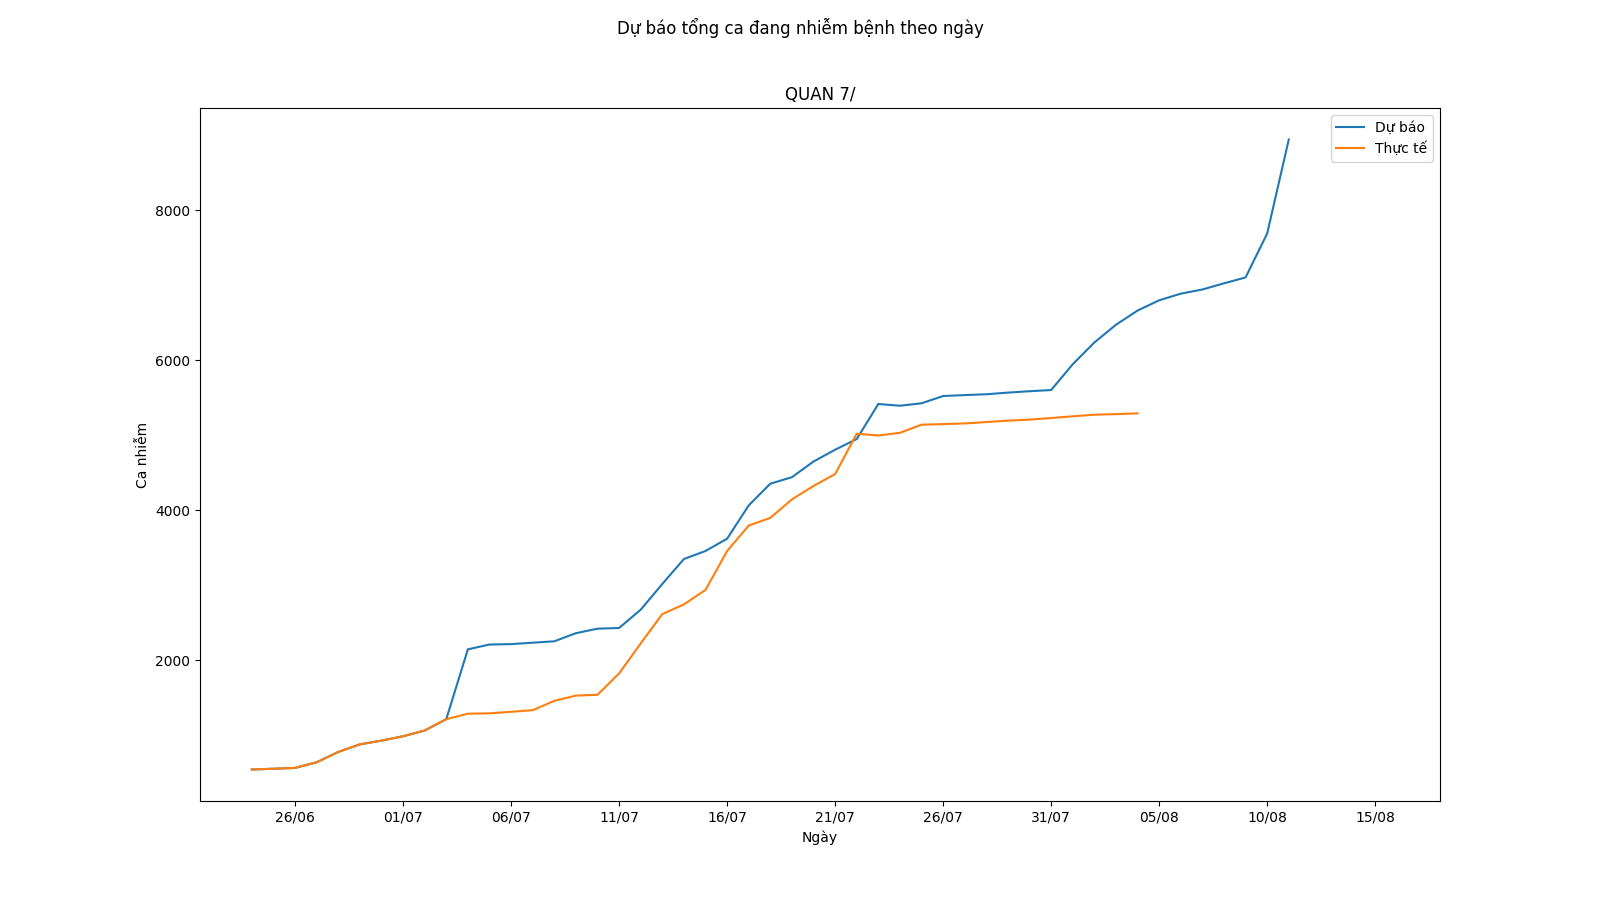 Dự báo tổng ca đang nhiễm bệnh theo ngày
QUAN 7/
Dự báo
Thực tế
8000
6000
4000
2000
Ca nhiễm
26/06 01/07 06/07 11/07 16/07 21/07 26/07 31/07 05/08 10/08 15/08
Ngày